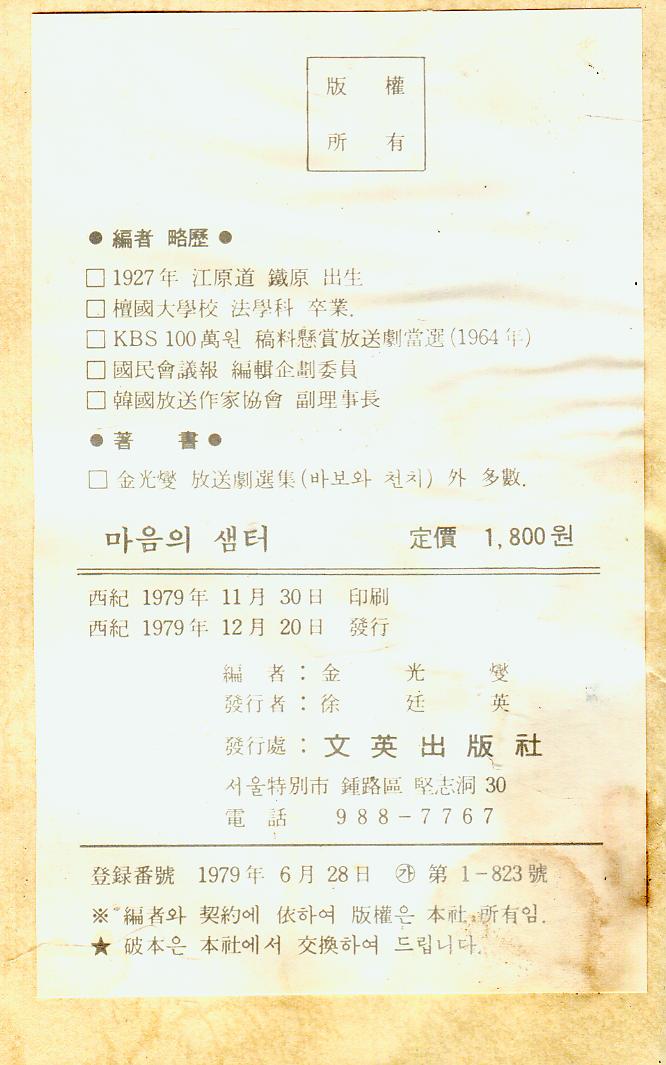 版 權
所 有
● 編者 略歷 ●
□ 1927年 江原道 鐵原 出生
□ 檀國大學校 法學科 卒業.
□ KBS 100萬원 稿料懸賞放送劇當選(1964年)
□ 國民會議報 編輯企劃委員
□ 韓國放送作家協會 副理事長
● 著 書 ●
□ 金光燮 放送劇選集(바보와 천치) 外 多數.
마음의 샘터 定價 1,800원
西紀 1979年 11月 30日 印刷
西紀 1979年 12月 20日 發行
編 者 : 金 光 燮
發行者 : 徐 廷 英
發行處 : 文英出版社
서울特別市 鍾路區 堅志洞 30
電 話 988-7767
登録番號 1979年 6月 28日 ㉮ 第 1-823號
※ 編者와 契約에 依하여 版權은 本社 所有임.
★ 破本은 本社에서 交換하여 드립니다.